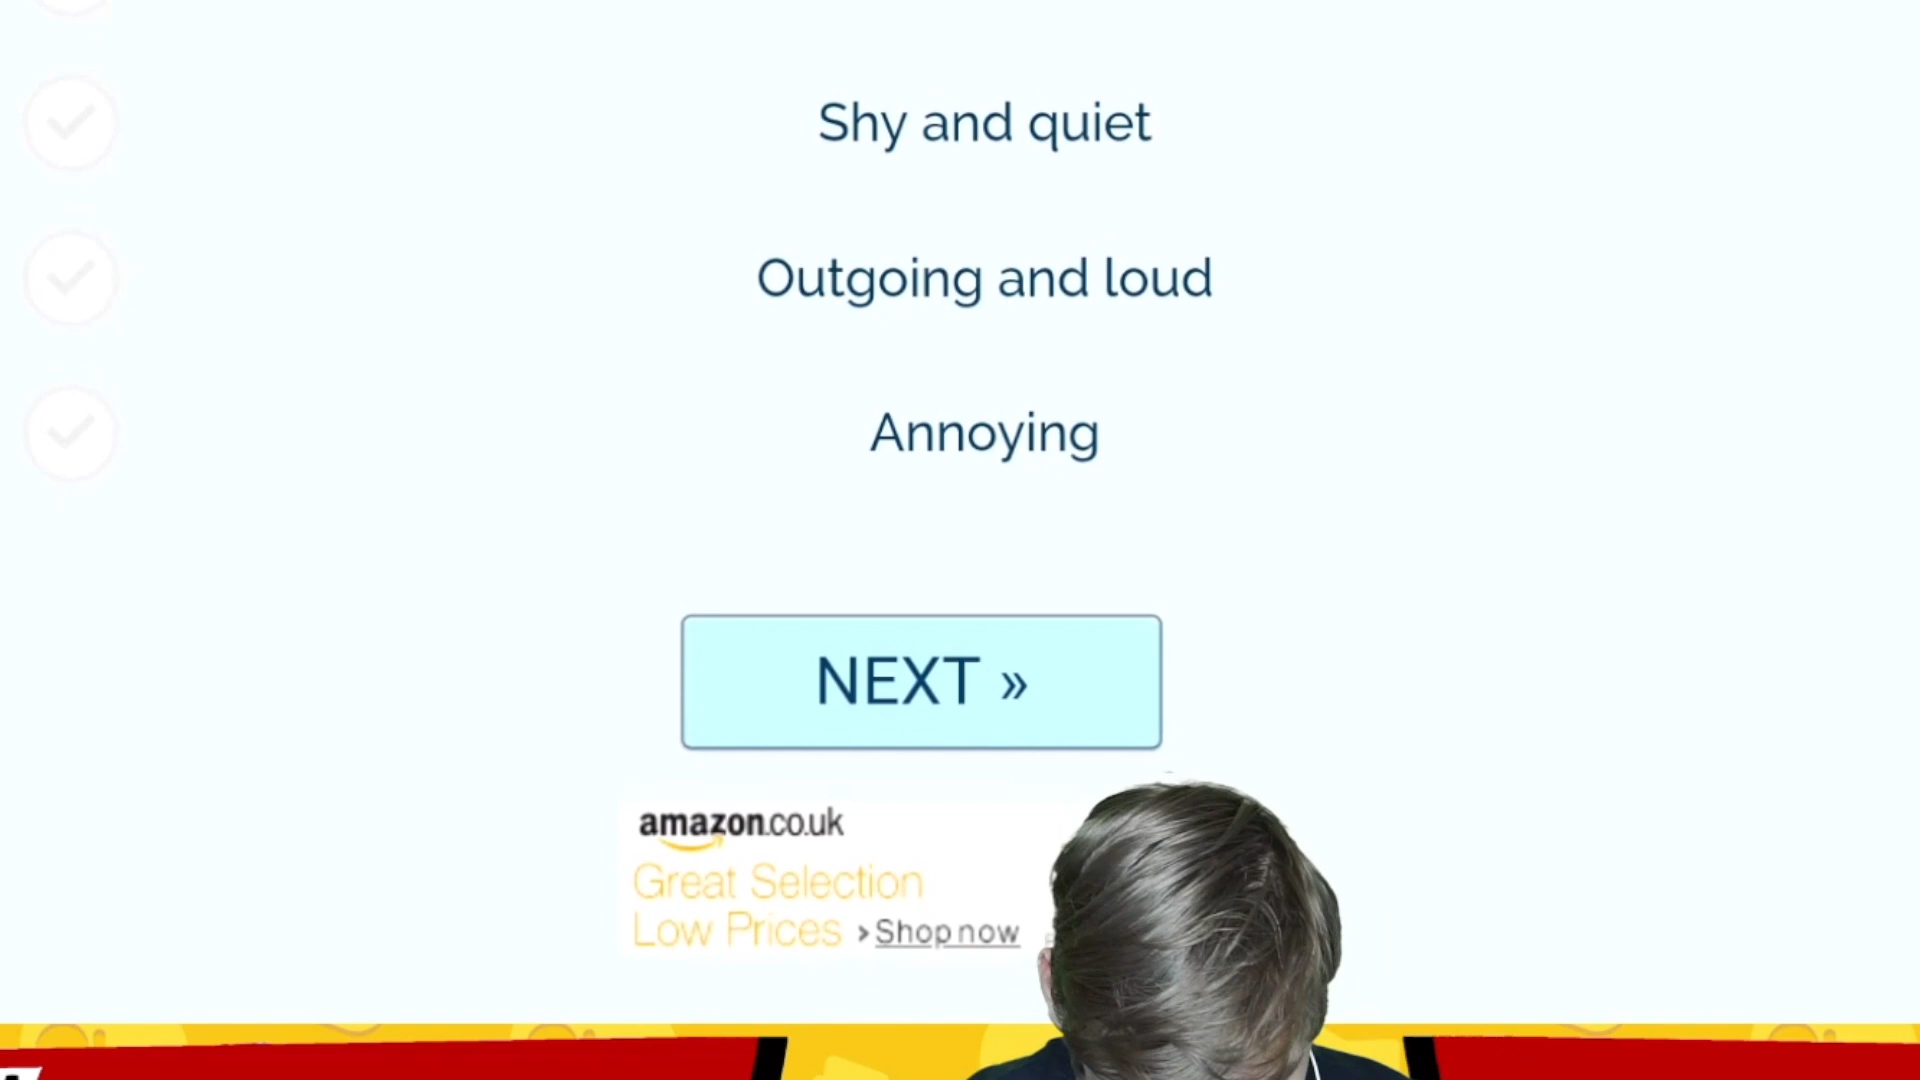 Shy and quiet
Outgoing and loud
Annoying
NEXT »
amazon.co.uk
Great Selection
Low Prices › Shop now